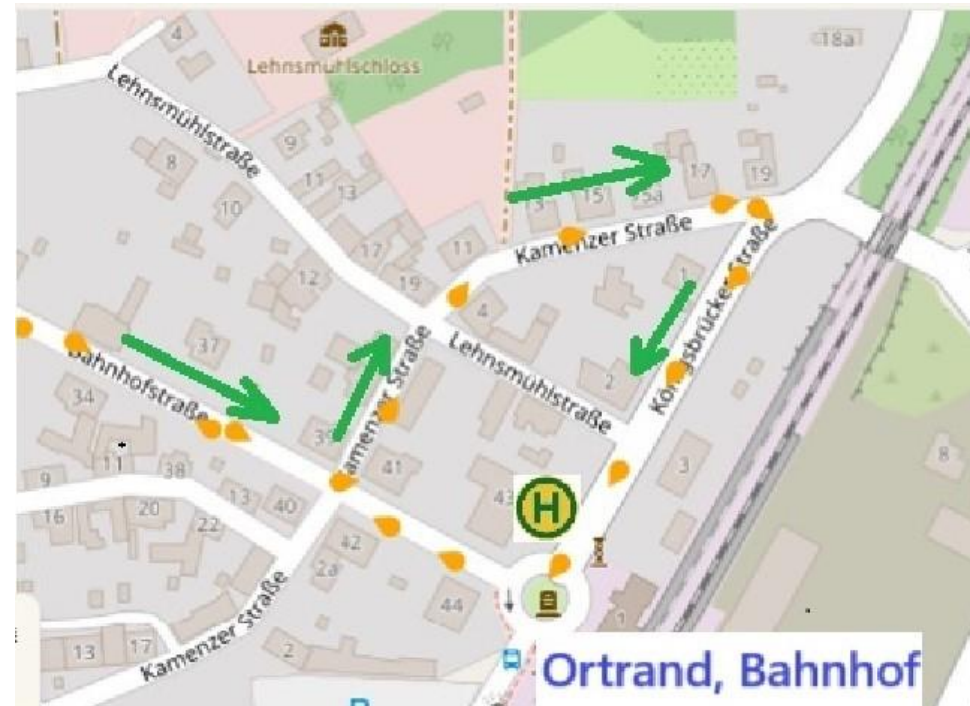 4
18a
Lehnsmühlschloss
Lehnsmühlstraße
9
8
11
13
17
19
10
15
15a
17
11
Kamenzer Straße
12
19
1
4
Königsbrücker Straße
37
Bahnhofstraße
Kamenzer Straße
Lehnsmühlstraße
2
34
39
11
9
38
41
3
8
13
40
43
H
16
20
22
42
2a
44
1
13
17
Kamenzer Straße
2
Ortrand, Bahnhof